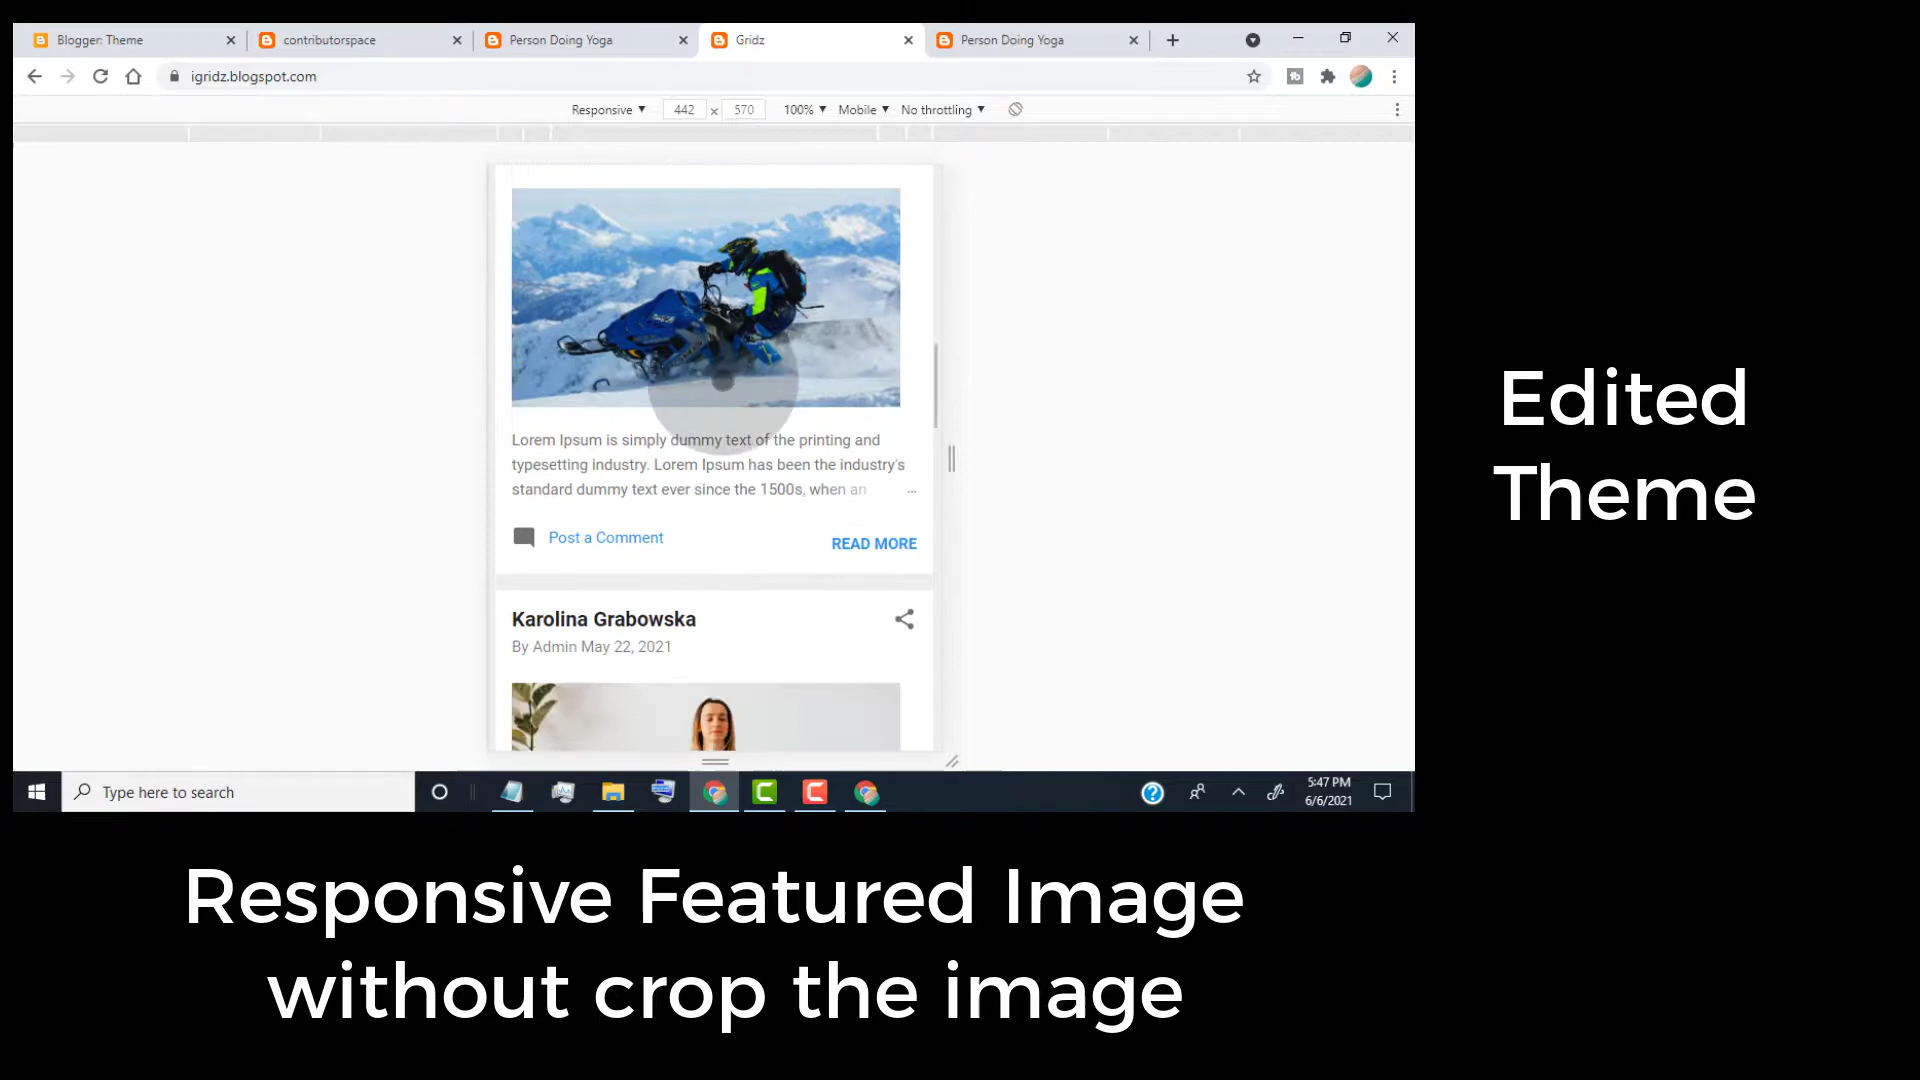 Blogger: Theme
contributorspace
Person Doing Yoga
Gridz
Person Doing Yoga
igridz.blogspot.com
Responsive ▼ 442 x 570 100% ▼ Mobile ▼ No throttling ▼
Lorem Ipsum is simply dummy text of the printing and
typesetting industry. Lorem Ipsum has been the industry's
standard dummy text ever since the 1500s, when an ...
Post a Comment
READ MORE
Karolina Grabowska
By Admin May 22, 2021
Type here to search
5:47 PM
6/6/2021
Edited
Theme
Responsive Featured Image
without crop the image